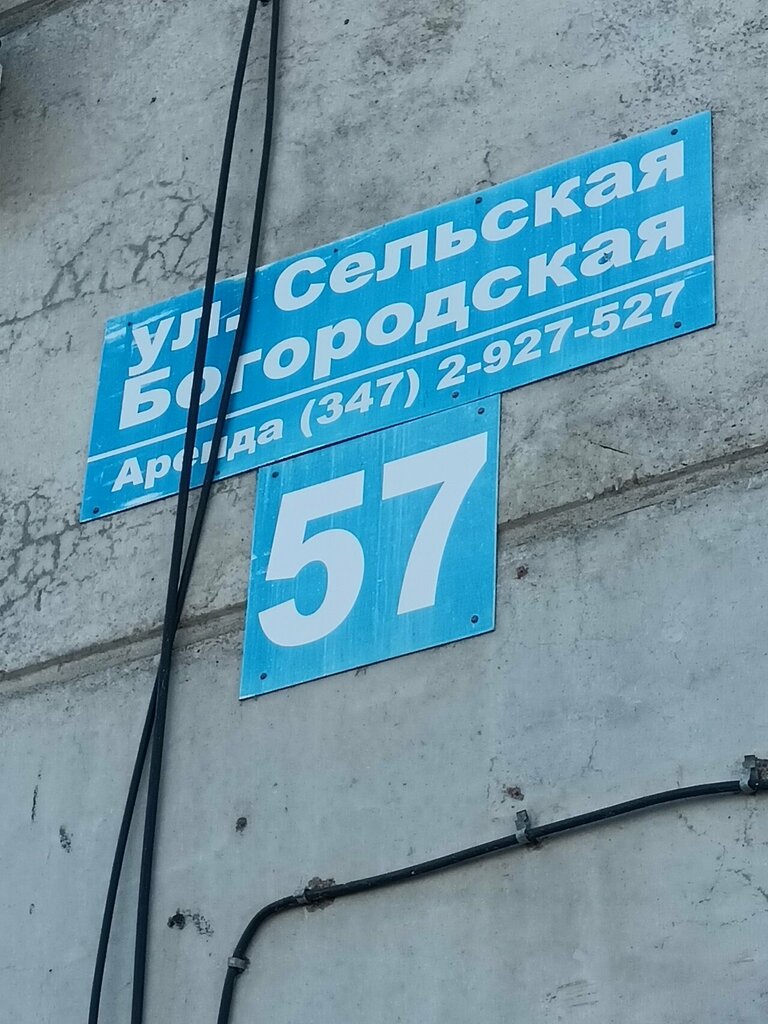 ул. Сельская
Богородская
Аренда (347) 2-927-527
57